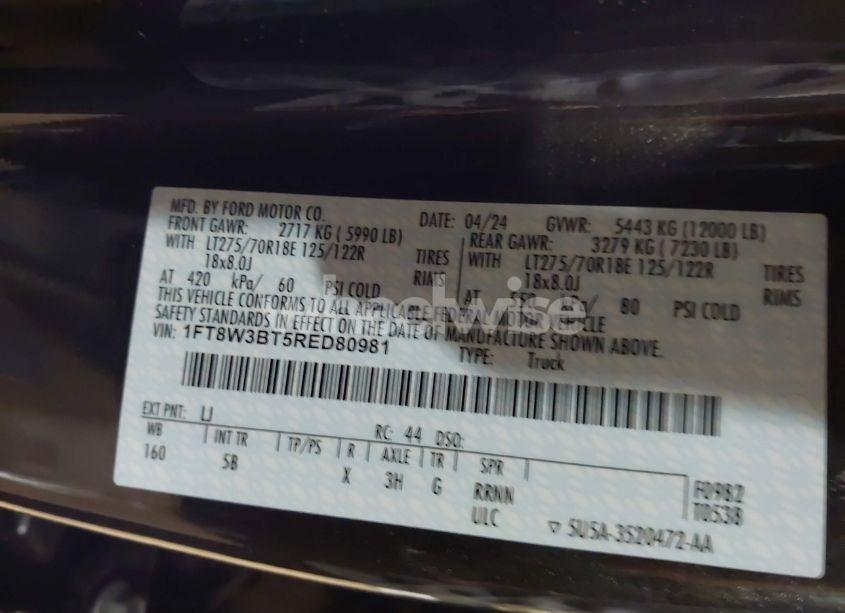 MFD. BY FORD MOTOR CO. DATE: 04/24 GVWR: 5443 KG (12000 LB)
FRONT GAWR: 2717 KG (5990 LB) REAR GAWR: 3279 KG (7230 LB)
WITH LT275/70R18E 125/122R TIRES WITH LT275/70R18E 125/122R TIRES
18x8.0J RIMS 18x8.0J RIMS
AT 420 kPa/ 60 PSI COLD AT 550 kPa/ 80 PSI COLD
THIS VEHICLE CONFORMS TO ALL APPLICABLE FEDERAL MOTOR VEHICLE
SAFETY STANDARDS IN EFFECT ON THE DATE OF MANUFACTURE SHOWN ABOVE.
VIN: 1FT8W3BT5RED80981 TYPE: Truck
EXT PNT: LJ RC: 44 DSO:
WB INT TR TP/PS R AXLE TR SPR
160 5B X 3H G RRNN F0982
ULC T0538
5U5A-3520472-AA